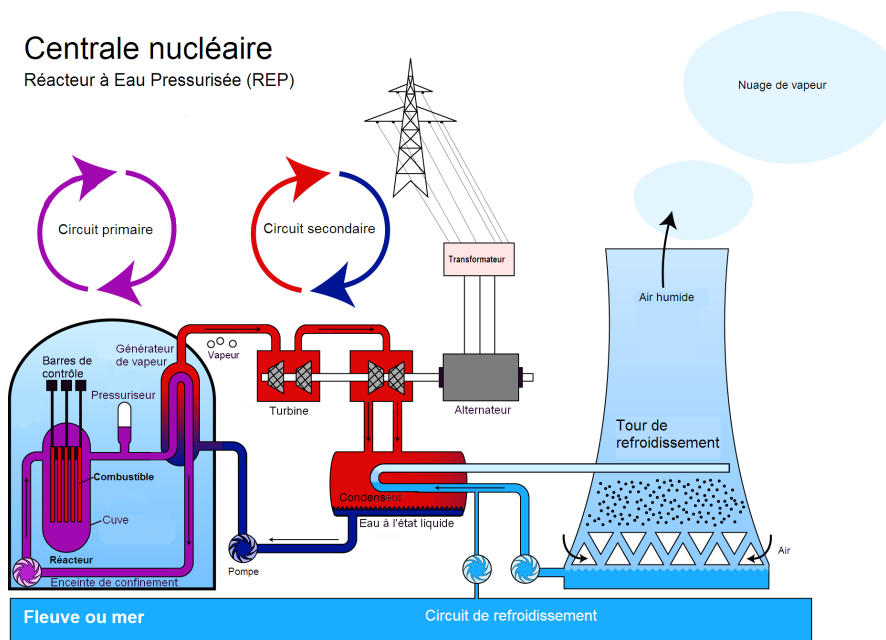 Centrale nucléaire
Réacteur à Eau Pressurisée (REP)
Nuage de vapeur
Circuit primaire
Circuit secondaire
Transformateur
Air humide
Générateur
de vapeur
Vapeur
Barres de
contrôle
Pressuriseur
Turbine
Alternateur
Tour de
refroidissement
Combustible
Condenseur
Cuve
Eau à l'état liquide
Réacteur
Pompe
Air
Enceinte de confinement
Fleuve ou mer
Circuit de refroidissement